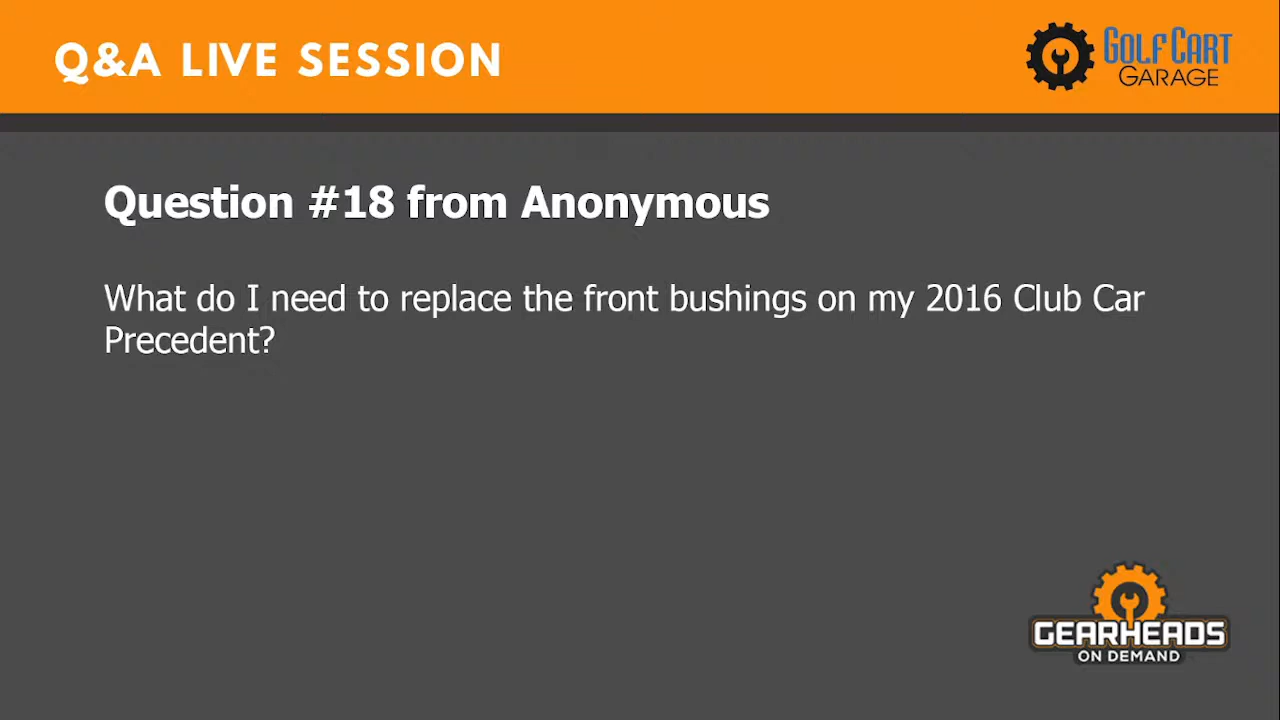 Q&A LIVE SESSION
GOLF CART
GARAGE
Question #18 from Anonymous
What do I need to replace the front bushings on my 2016 Club Car
Precedent?
GEARHEADS
ON DEMAND